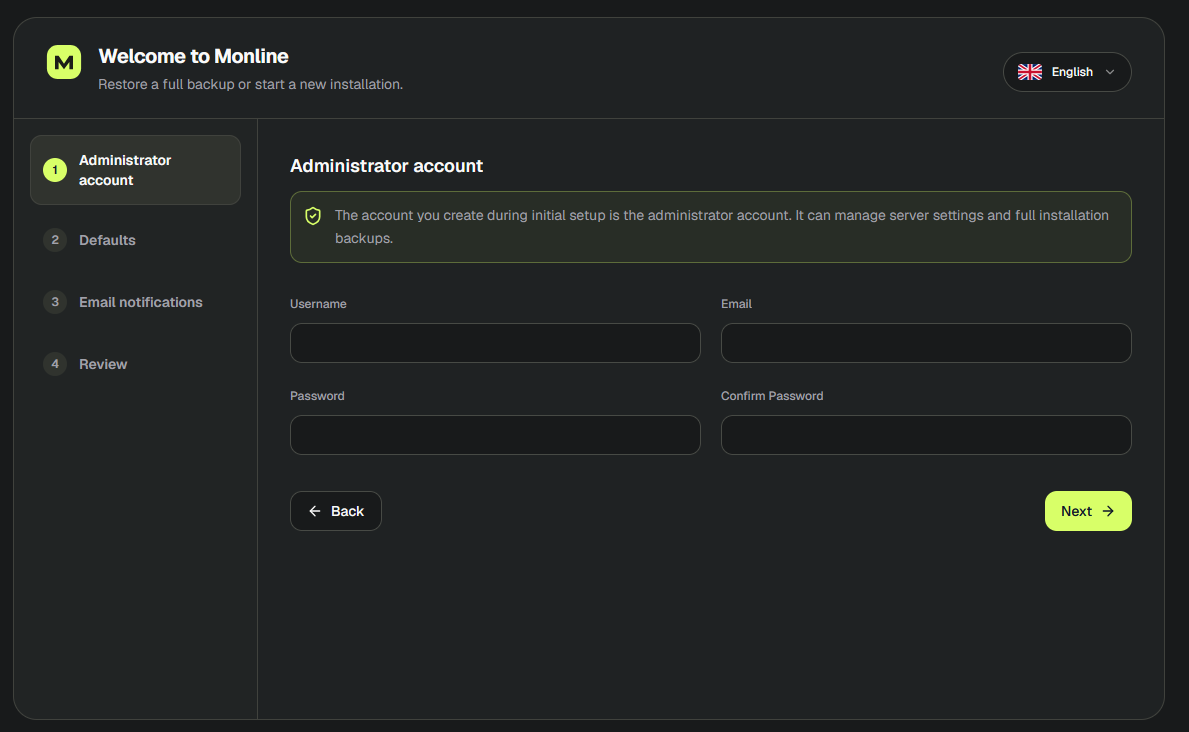 M
Welcome to Monline
Restore a full backup or start a new installation.
English
1
Administrator
account
2
Defaults
3
Email notifications
4
Review
Administrator account
The account you create during initial setup is the administrator account. It can manage server settings and full installation
backups.
Username
Email
Password
Confirm Password
Back
Next